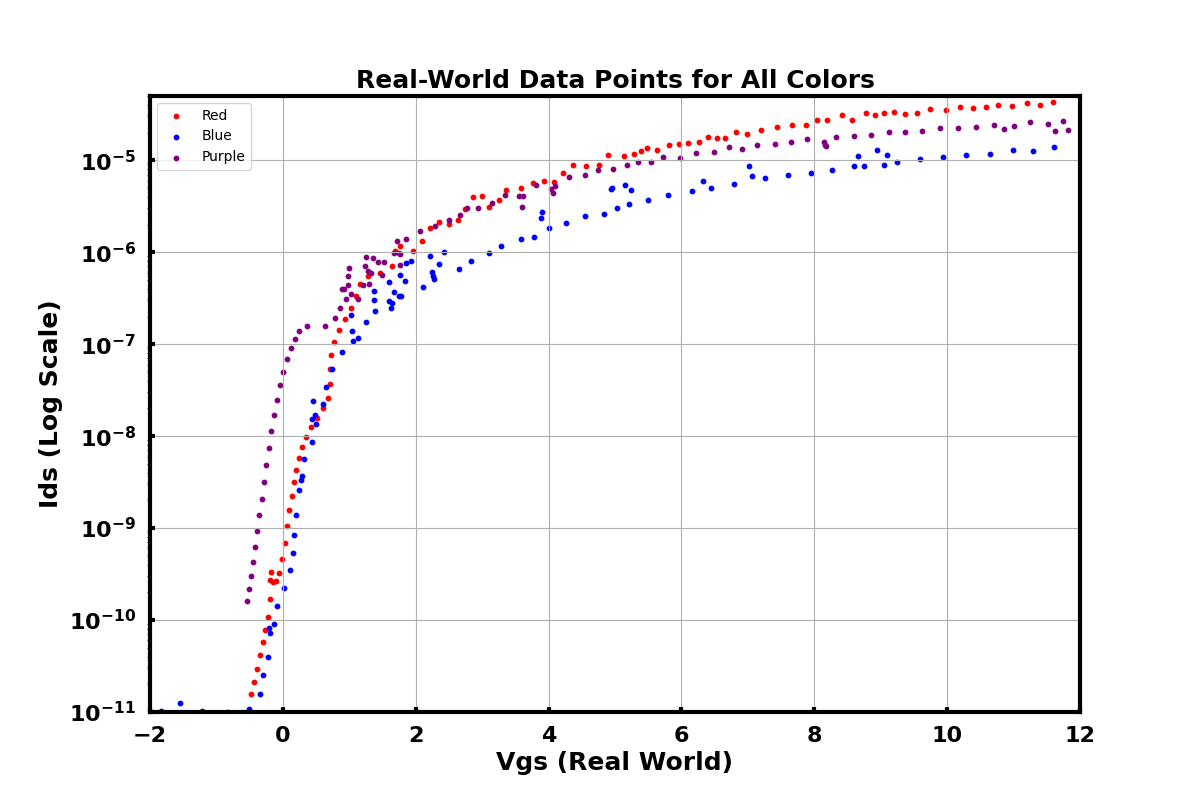 Real-World Data Points for All Colors
Red
Blue
Purple
Ids (Log Scale)
10⁻⁵
10⁻⁶
10⁻⁷
10⁻⁸
10⁻⁹
10⁻¹⁰
10⁻¹¹
−2 0 2 4 6 8 10 12
Vgs (Real World)